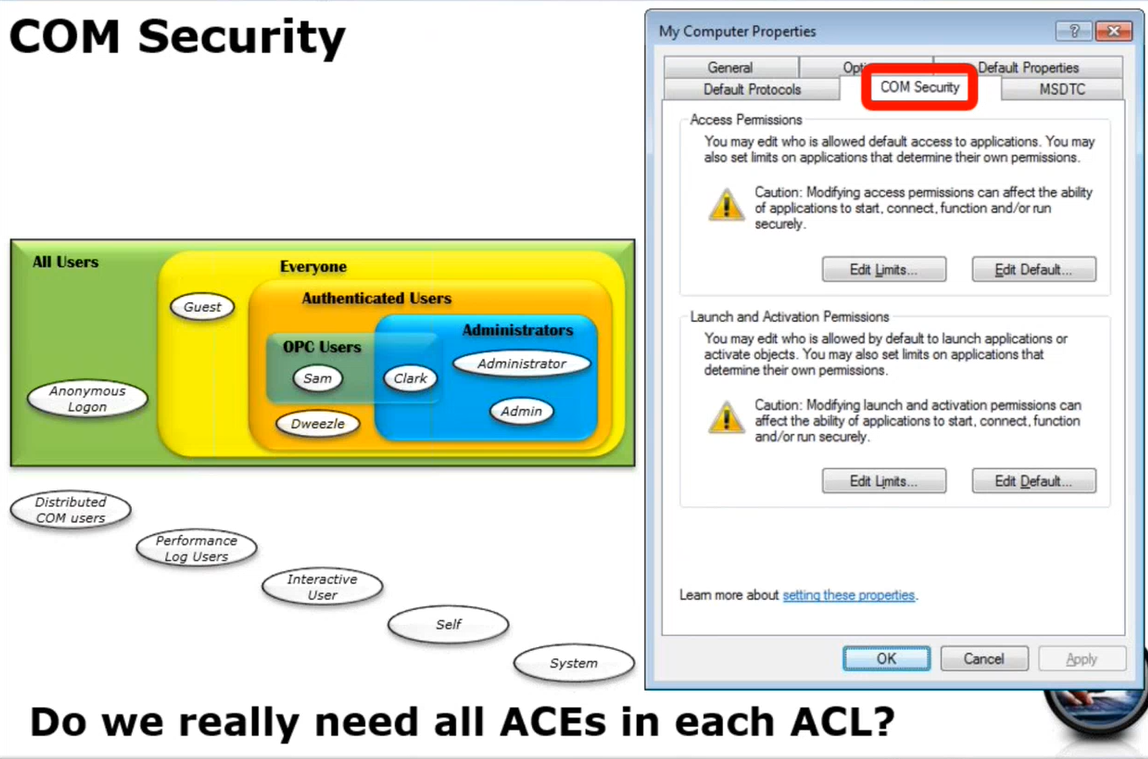 COM Security
All Users
Everyone
Guest
Authenticated Users
Administrators
OPC Users
Administrator
Sam
Clark
Anonymous
Logon
Admin
Dweezle
Distributed
COM users
Performance
Log Users
Interactive
User
Self
System
My Computer Properties
General
Default Properties
Default Protocols
COM Security
MSDTC
Access Permissions
You may edit who is allowed default access to applications. You may
also set limits on applications that determine their own permissions.
Caution: Modifying access permissions can affect the ability
of applications to start, connect, function and/or run
securely.
Edit Limits...
Edit Default...
Launch and Activation Permissions
You may edit who is allowed by default to launch applications or
activate objects. You may also set limits on applications that
determine their own permissions.
Caution: Modifying launch and activation permissions can
affect the ability of applications to start, connect, function
and/or run securely.
Edit Limits...
Edit Default...
Learn more about setting these properties.
OK
Cancel
Apply
Do we really need all ACEs in each ACL?